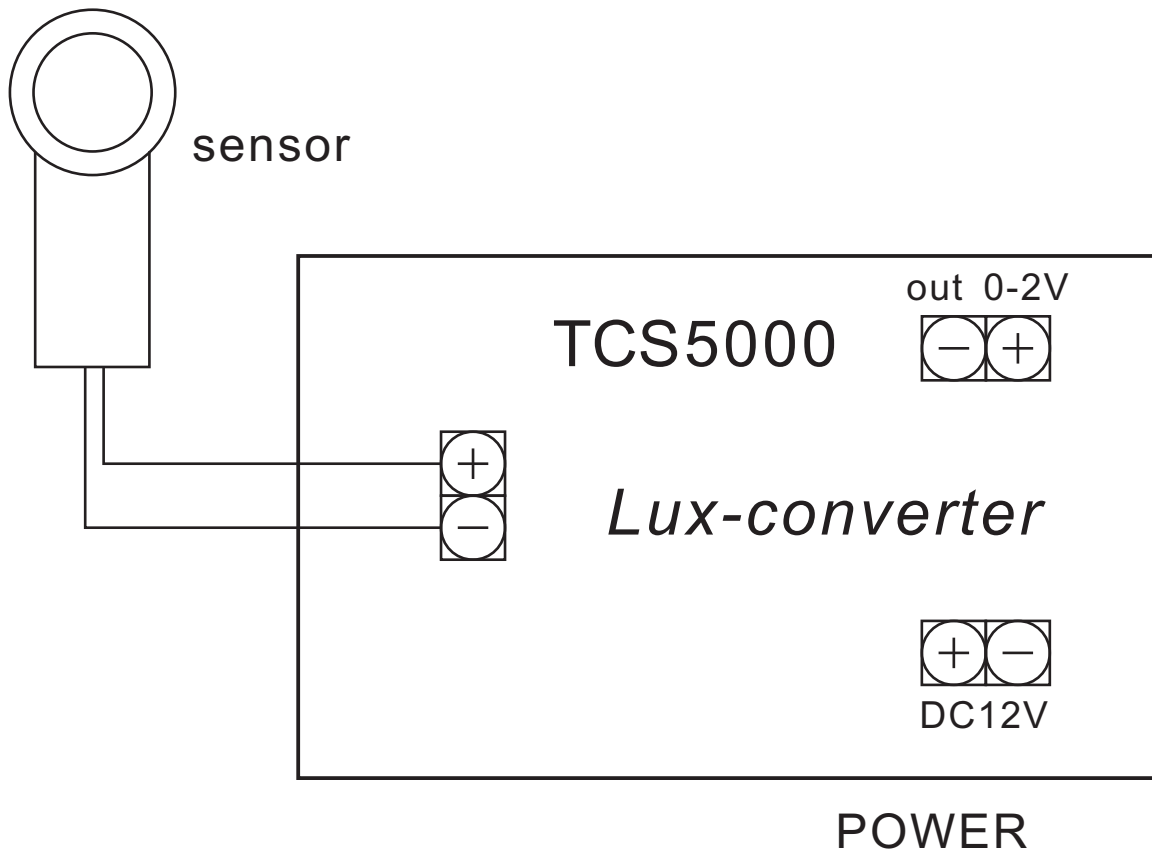 sensor
out 0-2V
TCS5000
- +
+
-
Lux-converter
+ -
DC12V
POWER